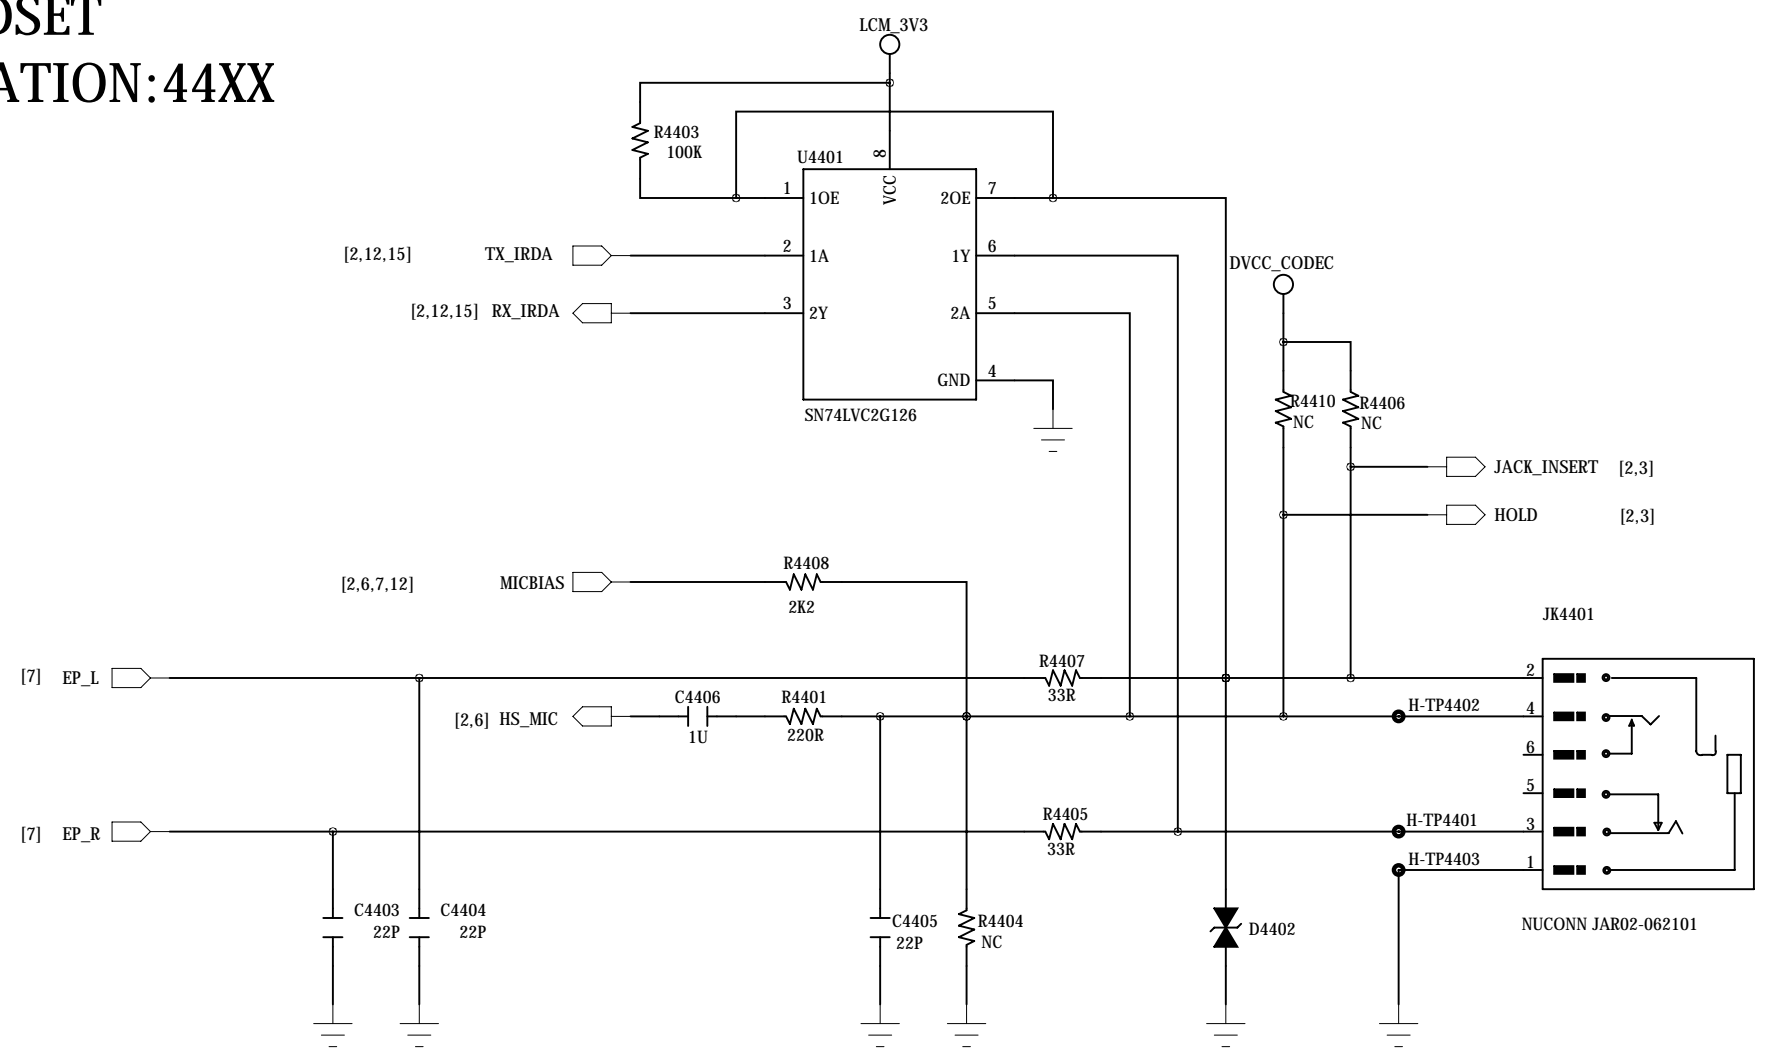 OSET
ATION:44XX
LCM_3V3
R4403
100K
U4401
8
VCC
1 1OE 2OE 7
[2,12,15] TX_IRDA 2 1A 1Y 6
[2,12,15] RX_IRDA 3 2Y 2A 5
GND 4
SN74LVC2G126
DVCC_CODEC
R4410
NC
R4406
NC
JACK_INSERT [2,3]
HOLD [2,3]
[2,6,7,12] MICBIAS
R4408
2K2
JK4401
[7] EP_L
R4407
33R
2
[2,6] HS_MIC
C4406
1U
R4401
220R
H-TP4402 4
6
5
[7] EP_R
R4405
33R
H-TP4401 3
H-TP4403 1
C4403
22P
C4404
22P
C4405
22P
R4404
NC
D4402
NUCONN JAR02-062101